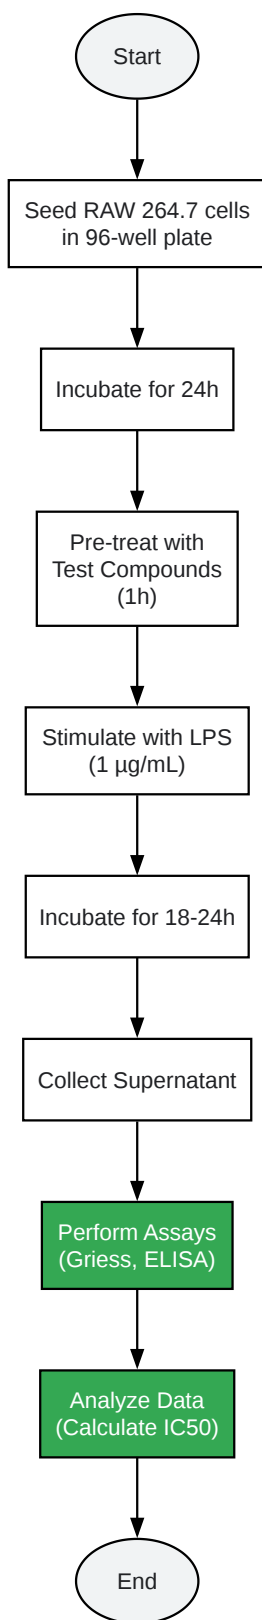 Start
Seed RAW 264.7 cells
in 96-well plate
Incubate for 24h
Pre-treat with
Test Compounds
(1h)
Stimulate with LPS
(1 µg/mL)
Incubate for 18-24h
Collect Supernatant
Perform Assays
(Griess, ELISA)
Analyze Data
(Calculate IC50)
End